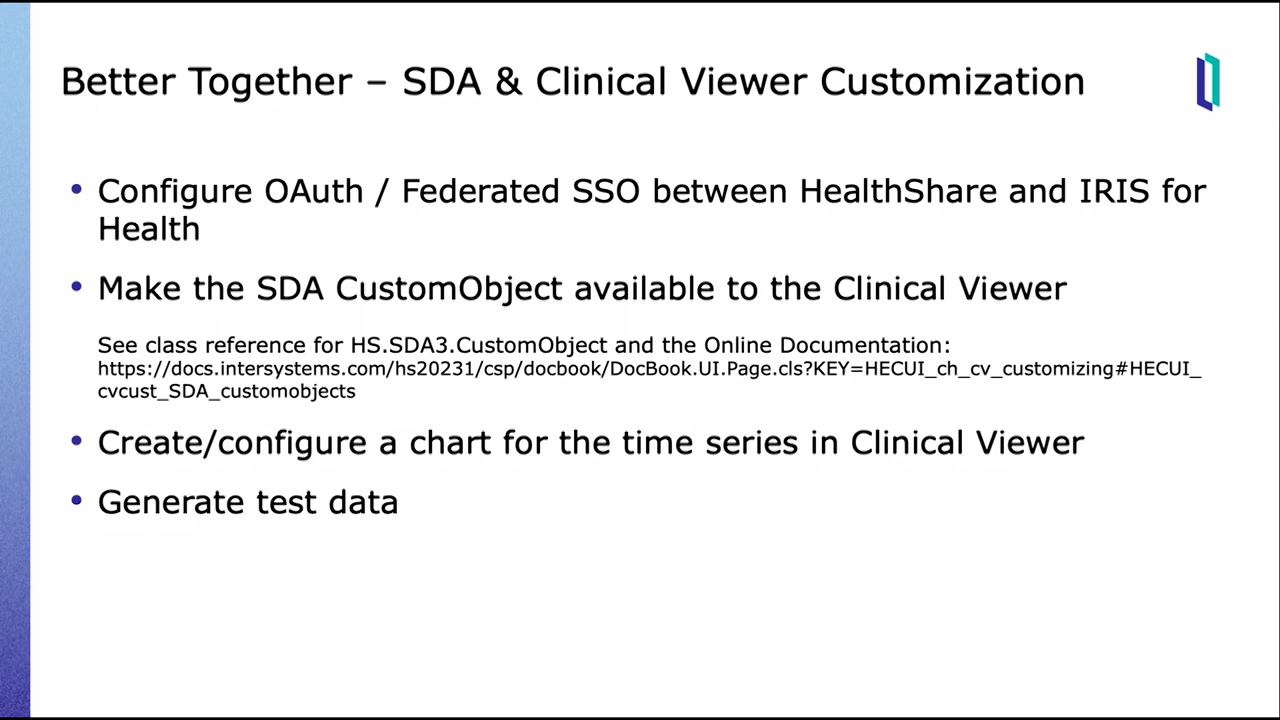 Better Together – SDA & Clinical Viewer Customization
• Configure OAuth / Federated SSO between HealthShare and IRIS for
Health
• Make the SDA CustomObject available to the Clinical Viewer
See class reference for HS.SDA3.CustomObject and the Online Documentation:
https://docs.intersystems.com/hs20231/csp/docbook/DocBook.UI.Page.cls?KEY=HECUI_ch_cv_customizing#HECUI_
cvcust_SDA_customobjects
• Create/configure a chart for the time series in Clinical Viewer
• Generate test data